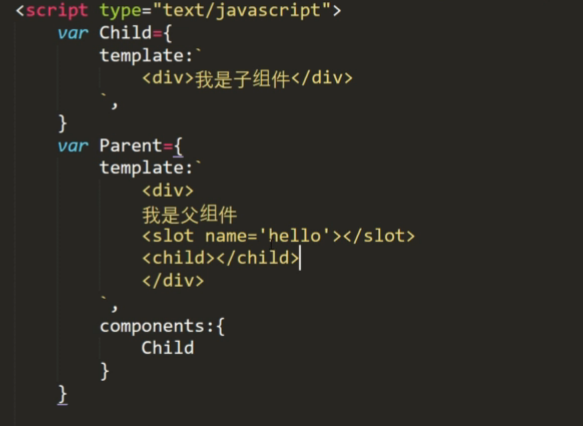 <script type="text/javascript">
var Child={
template:`
<div>我是子组件</div>
`,
}
var Parent={
template:`
<div>
我是父组件
<slot name='hello'></slot>
<child></child>
</div>
`,
components:{
Child
}
}